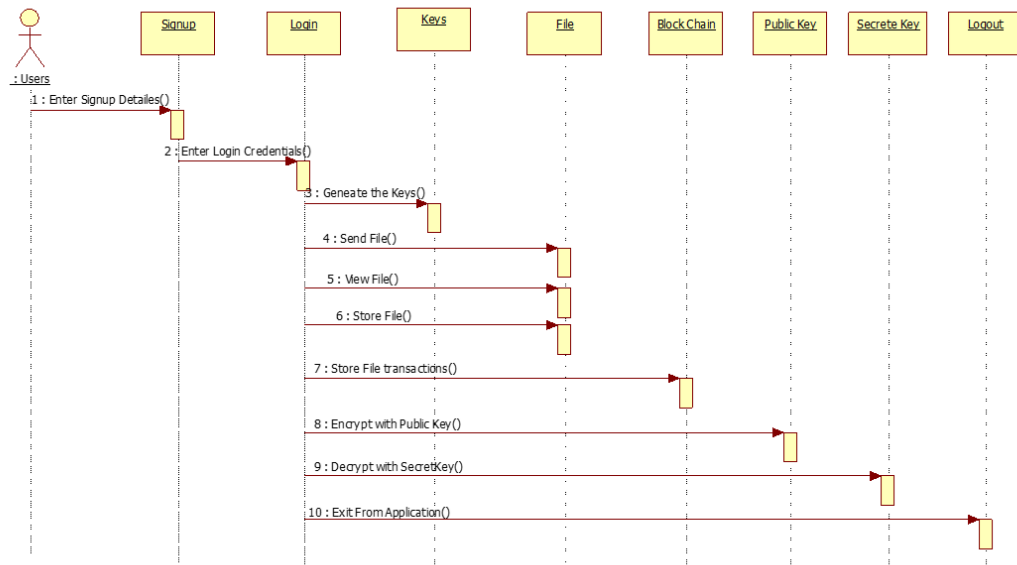 Signup
Login
Keys
File
Block Chain
Public Key
Secrete Key
Logout
: Users
1 : Enter Signup Detailes()
2 : Enter Login Credentials()
3 : Geneate the Keys()
4 : Send File()
5 : View File()
6 : Store File()
7 : Store File transactions()
8 : Encrypt with Public Key()
9 : Decrypt with SecretKey()
10 : Exit From Application()